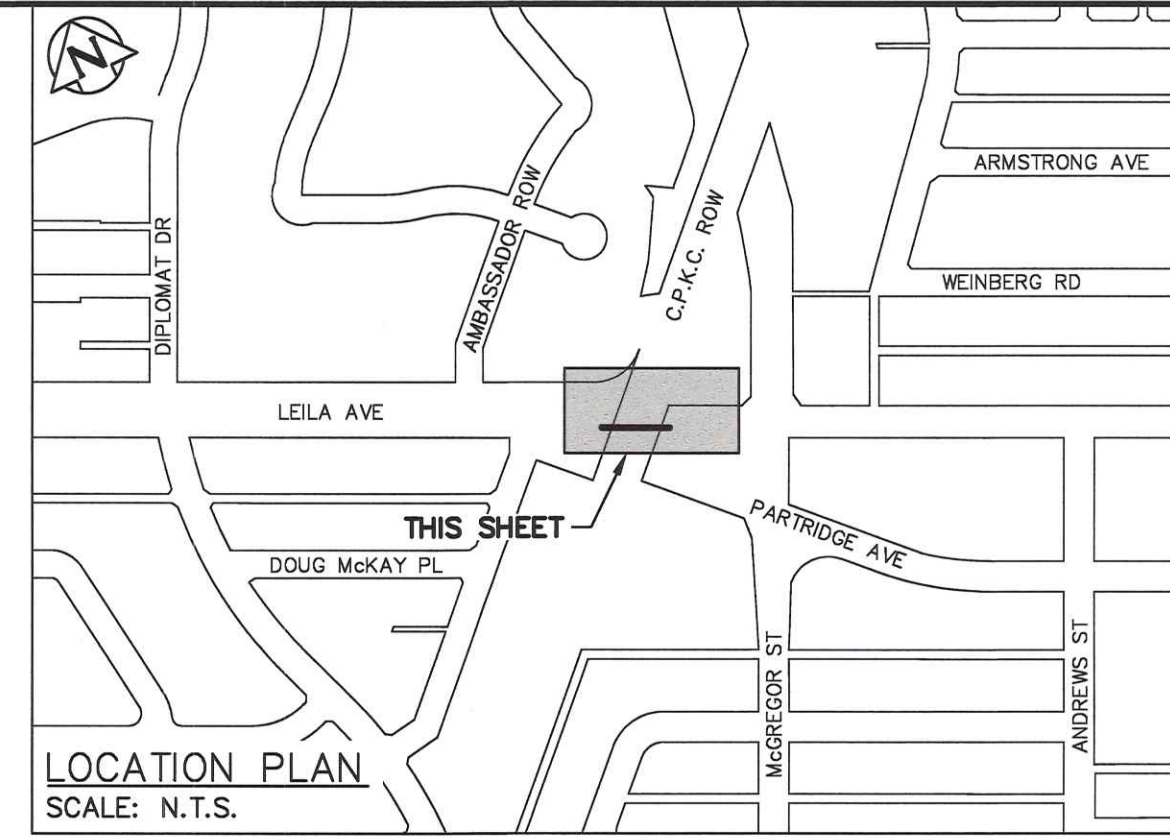 N
ARMSTRONG AVE
DIPLOMAT DR
AMBASSADOR ROW
C.P.K.C. ROW
WEINBERG RD
LEILA AVE
THIS SHEET
PARTRIDGE AVE
DOUG McKAY PL
McGREGOR ST
ANDREWS ST
LOCATION PLAN
SCALE: N.T.S.